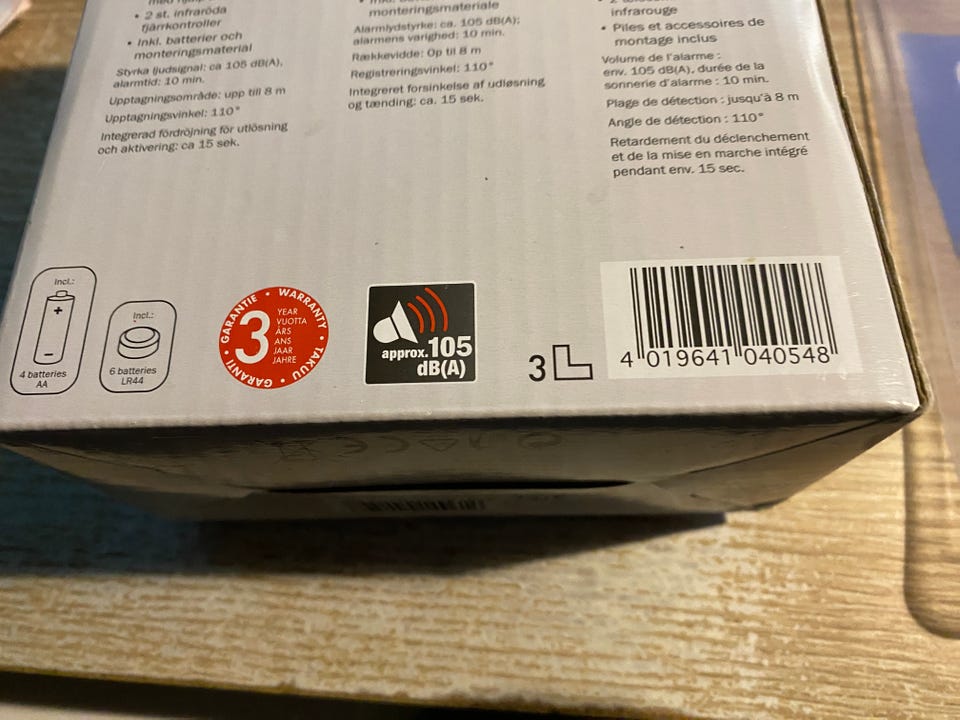 • 2 st. infraröda
fjärrkontroller
• Inkl. batterier och
monteringsmaterial
Styrka ljudsignal: ca 105 dB(A),
alarmtid: 10 min.
Upptagningsområde: upp till 8 m
Upptagningsvinkel: 110°
Integrerad fördröjning för utlösning
och aktivering: ca 15 sek.
monteringsmateriale
Alarmlydstyrke: ca. 105 dB(A);
alarmens varighed: 10 min.
Rækkevidde: Op til 8 m
Registreringsvinkel: 110°
Integreret forsinkelse af udløsning
og tænding: ca. 15 sek.
infrarouge
• Piles et accessoires de
montage inclus
Volume de l'alarme :
env. 105 dB(A), durée de la
sonnerie d'alarme : 10 min.
Plage de détection : jusqu'à 8 m
Angle de détection : 110°
Retardement du déclenchement
et de la mise en marche intégré
pendant env. 15 sec.
Incl.:
+
-
4 batteries
AA
Incl.:
6 batteries
LR44
GARANTIE • WARRANTY • TAKUU • GARANTI •
3
YEAR
VUOTTA
ÅRS
ANS
JAAR
JAHRE
approx. 105
dB(A)
3
4 019641 040548
CE